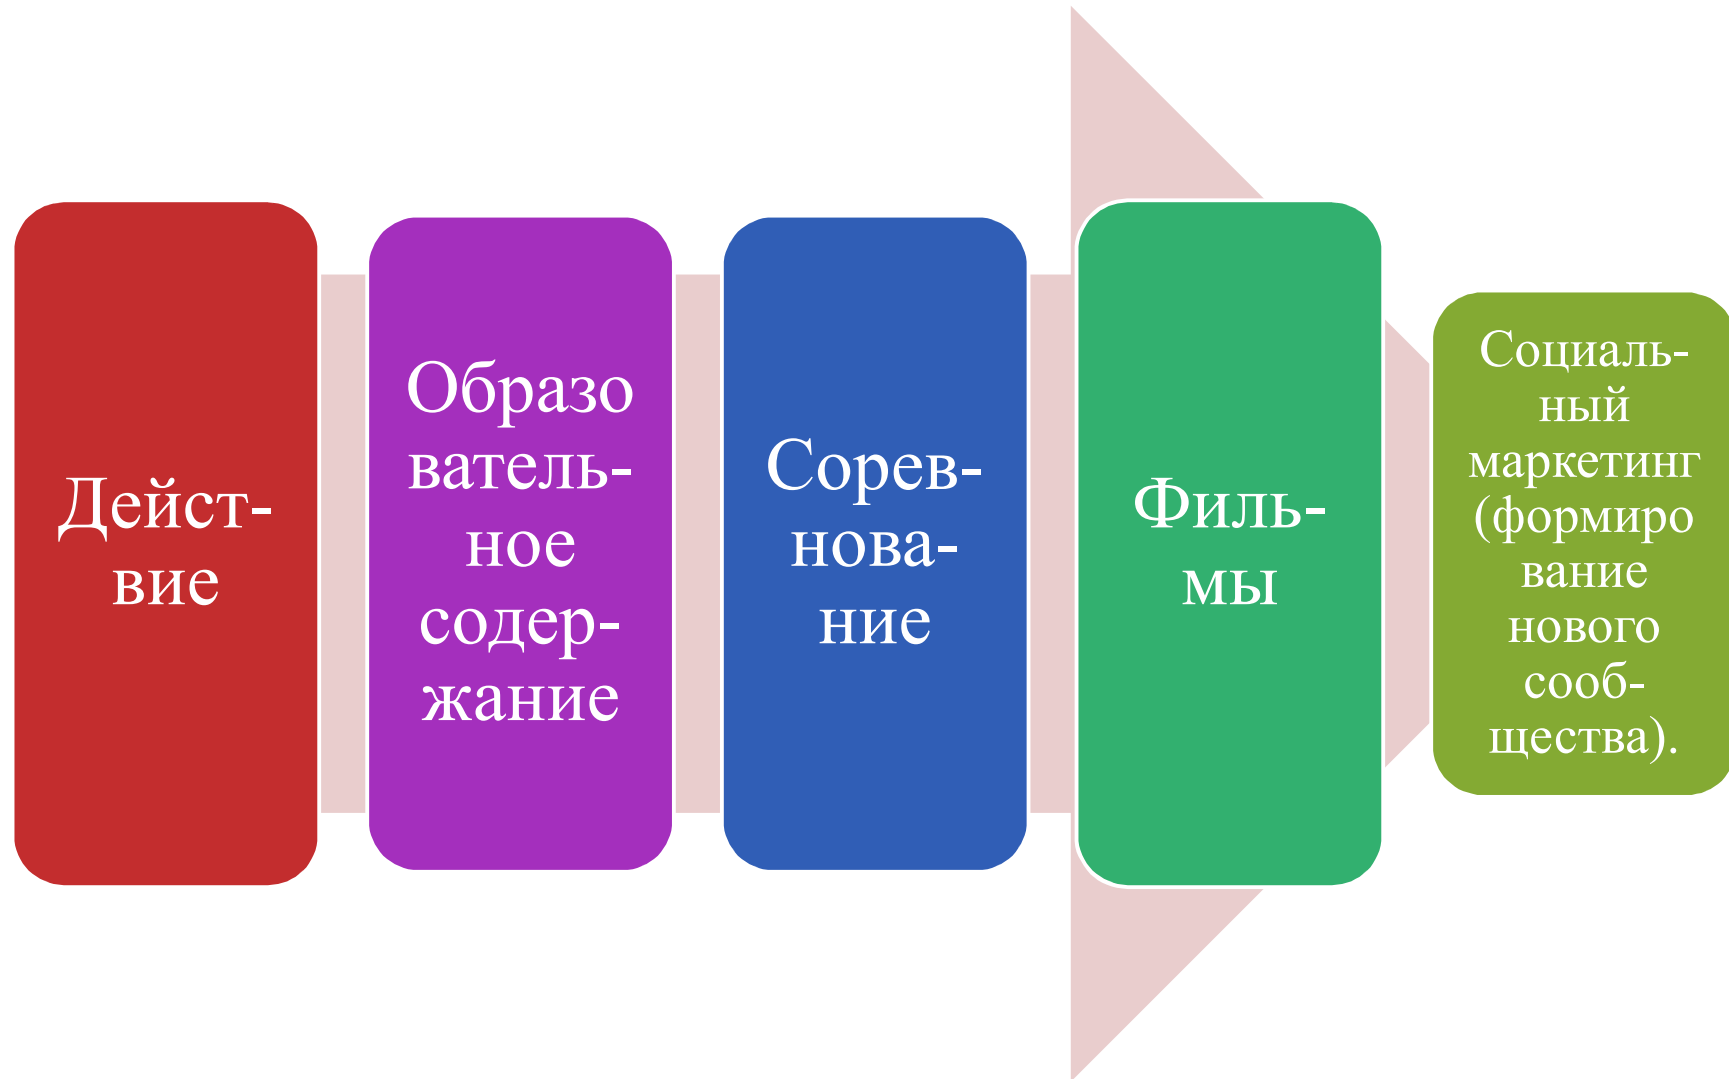 Дейст-
вие
Образо
ватель-
ное
содер-
жание
Сорев-
нова-
ние
Филь-
мы
Социаль-
ный
маркетинг
(формиро
вание
нового
сооб-
щества).